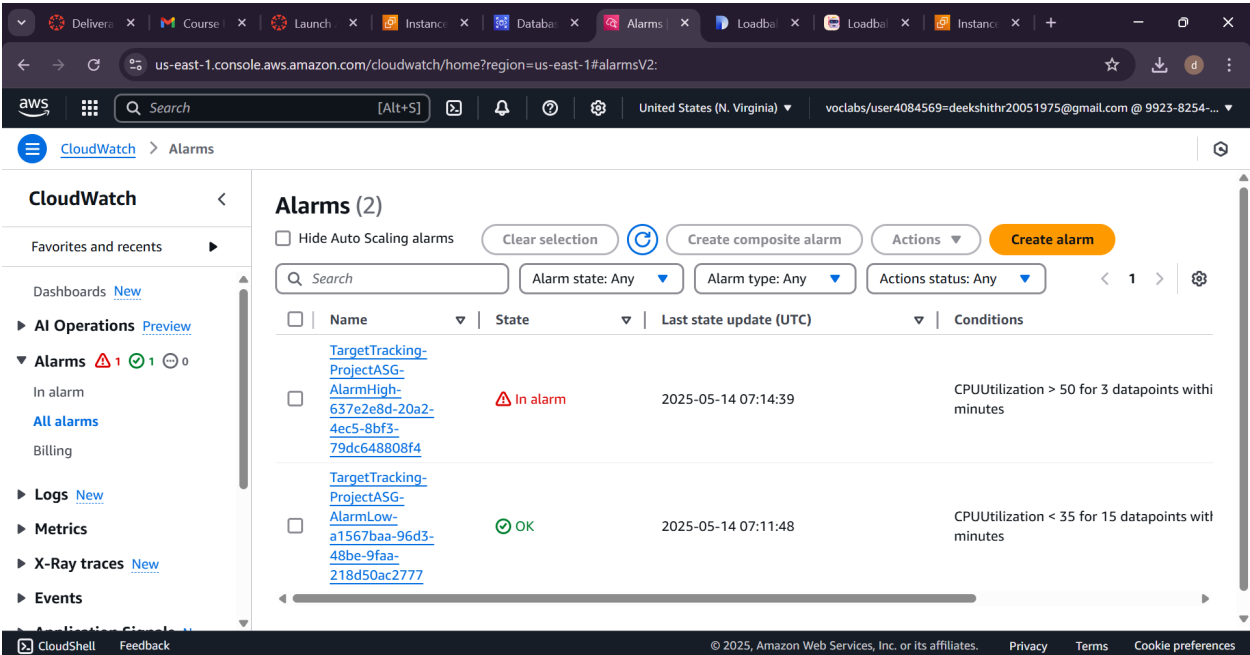 Delivera
Course
Launch
Instance
Databas
Alarms
Loadbal
Loadbal
Instance
us-east-1.console.aws.amazon.com/cloudwatch/home?region=us-east-1#alarmsV2:
d
aws
Search [Alt+S]
United States (N. Virginia)
voclabs/user4084569=deekshithr20051975@gmail.com @ 9923-8254-...
CloudWatch > Alarms
CloudWatch
Favorites and recents
Dashboards New
AI Operations Preview
Alarms 1 1 0
In alarm
All alarms
Billing
Logs New
Metrics
X-Ray traces New
Events
Alarms (2)
Hide Auto Scaling alarms
Clear selection
Create composite alarm
Actions
Create alarm
Search
Alarm state: Any
Alarm type: Any
Actions status: Any
1
Name
State
Last state update (UTC)
Conditions
TargetTracking-
ProjectASG-
AlarmHigh-
637e2e8d-20a2-
4ec5-8bf3-
79dc648808f4
In alarm
2025-05-14 07:14:39
CPUUtilization > 50 for 3 datapoints withi
minutes
TargetTracking-
ProjectASG-
AlarmLow-
a1567baa-96d3-
48be-9faa-
218d50ac2777
OK
2025-05-14 07:11:48
CPUUtilization < 35 for 15 datapoints with
minutes
CloudShell
Feedback
© 2025, Amazon Web Services, Inc. or its affiliates.
Privacy
Terms
Cookie preferences